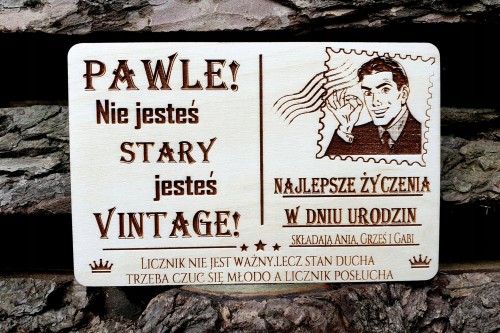 PAWLE!
Nie jesteś
STARY
jesteś
VINTAGE!
NAJLEPSZE ŻYCZENIA
W DNIU URODZIN
SKŁADAJĄ ANIA, GRZEŚ I GABI
LICZNIK NIE JEST WAŻNY,LECZ STAN DUCHA
TRZEBA CZUĆ SIĘ MŁODO A LICZNIK POSŁUCHA